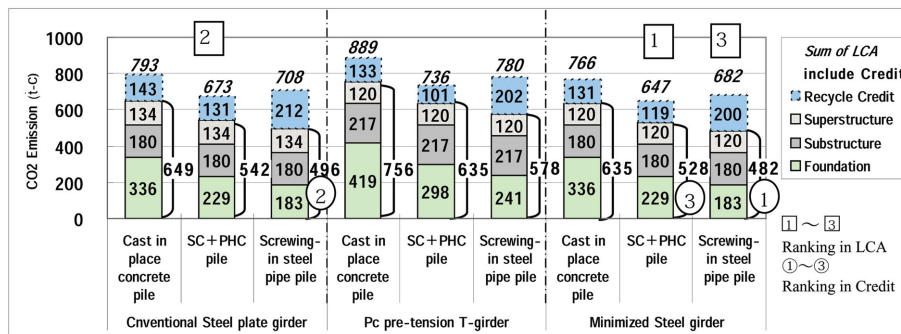 2
1
3
1000
800
600
400
200
0
CO2 Emission (t-c)
793
143
134
180
336
649
673
131
134
180
229
542
708
212
134
180
183
496
2
889
133
120
217
419
756
736
101
120
217
298
635
780
202
120
217
241
578
766
131
120
180
336
635
647
119
120
180
229
528
3
682
200
120
180
183
482
1
Sum of LCA
include Credit
Recycle Credit
Superstructure
Substructure
Foundation
1 ~ 3
Ranking in LCA
①~③
Ranking in Credit
Cast in
place
concrete
pile
SC+PHC
pile
Screwing-
in steel
pipe pile
Cast in
place
concrete
pile
SC+PHC
pile
Screwing-
in steel
pipe pile
Cast in
place
concrete
pile
SC+PHC
pile
Screwing-
in steel
pipe pile
Cnventional Steel plate girder
Pc pre-tension T-girder
Minimized Steel girder